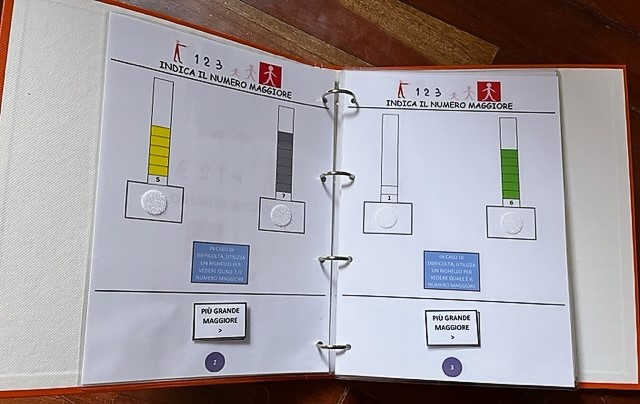 1 2 3
INDICA IL NUMERO MAGGIORE
5
7
IN CASO DI
DIFFICOLTÀ, UTILIZZA
UN RIGHELLO PER
VEDERE QUALE È IL
NUMERO MAGGIORE
PIÙ GRANDE
MAGGIORE
>
2
1 2 3
INDICA IL NUMERO MAGGIORE
1
6
IN CASO DI
DIFFICOLTÀ, UTILIZZA
UN RIGHELLO PER
VEDERE QUALE È IL
NUMERO MAGGIORE
PIÙ GRANDE
MAGGIORE
>
3